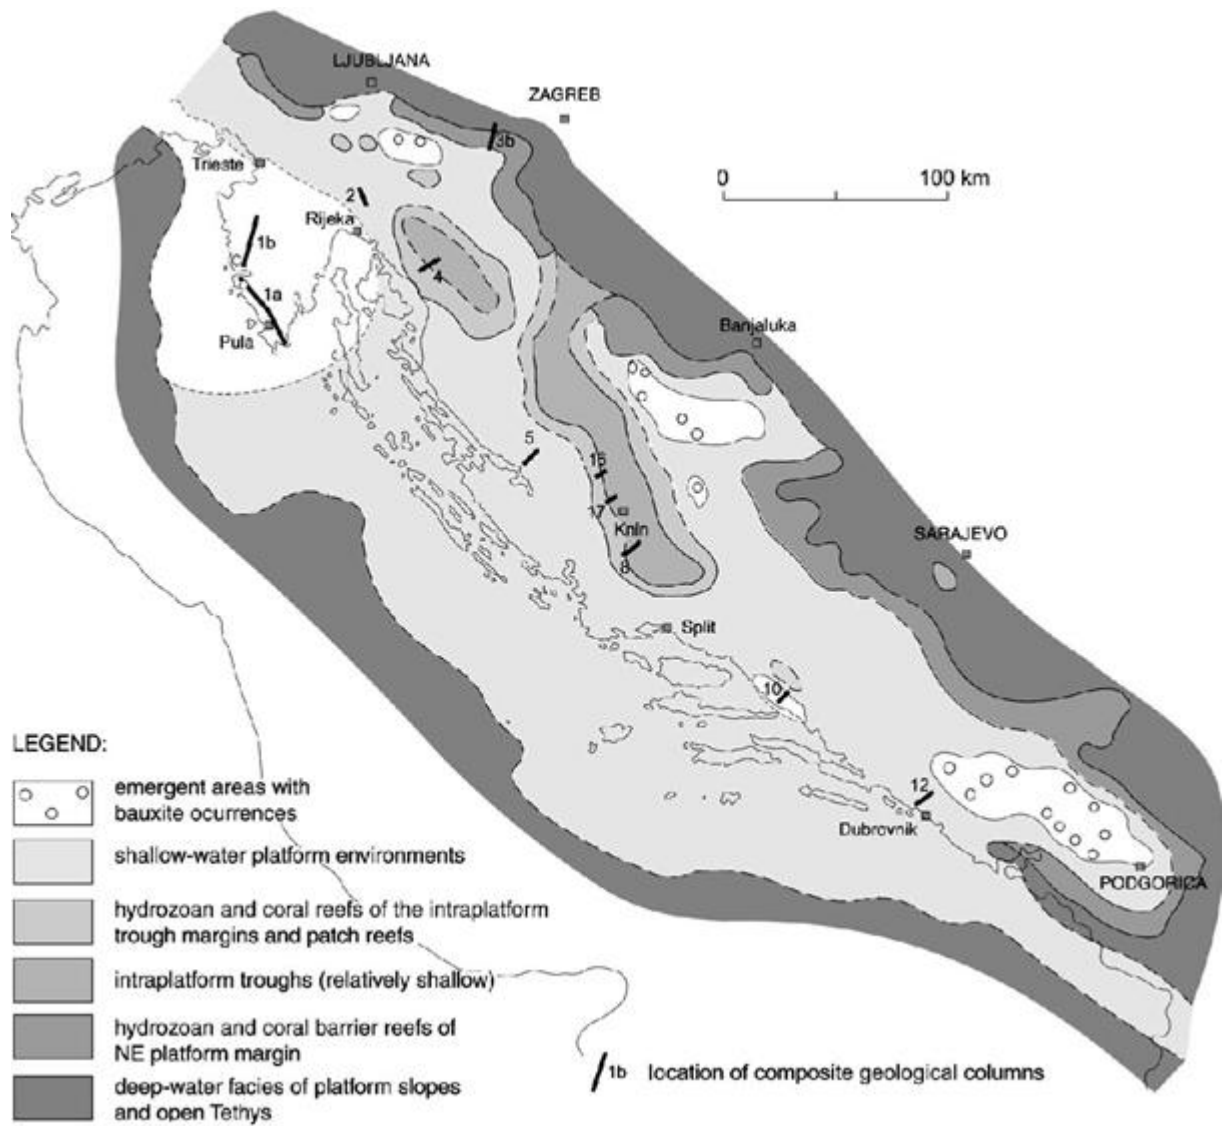 LJUBLJANA
ZAGREB
3b
Trieste
0 100 km
2
Rijeka
1b
4
1a
Banjaluka
Pula
5
16
17
Knin
SARAJEVO
8
Split
10
LEGEND:
emergent areas with
bauxite ocurrences
12
Dubrovnik
shallow-water platform environments
PODGORICA
hydrozoan and coral reefs of the intraplatform
trough margins and patch reefs
intraplatform troughs (relatively shallow)
hydrozoan and coral barrier reefs of
NE platform margin
1b location of composite geological columns
deep-water facies of platform slopes
and open Tethys